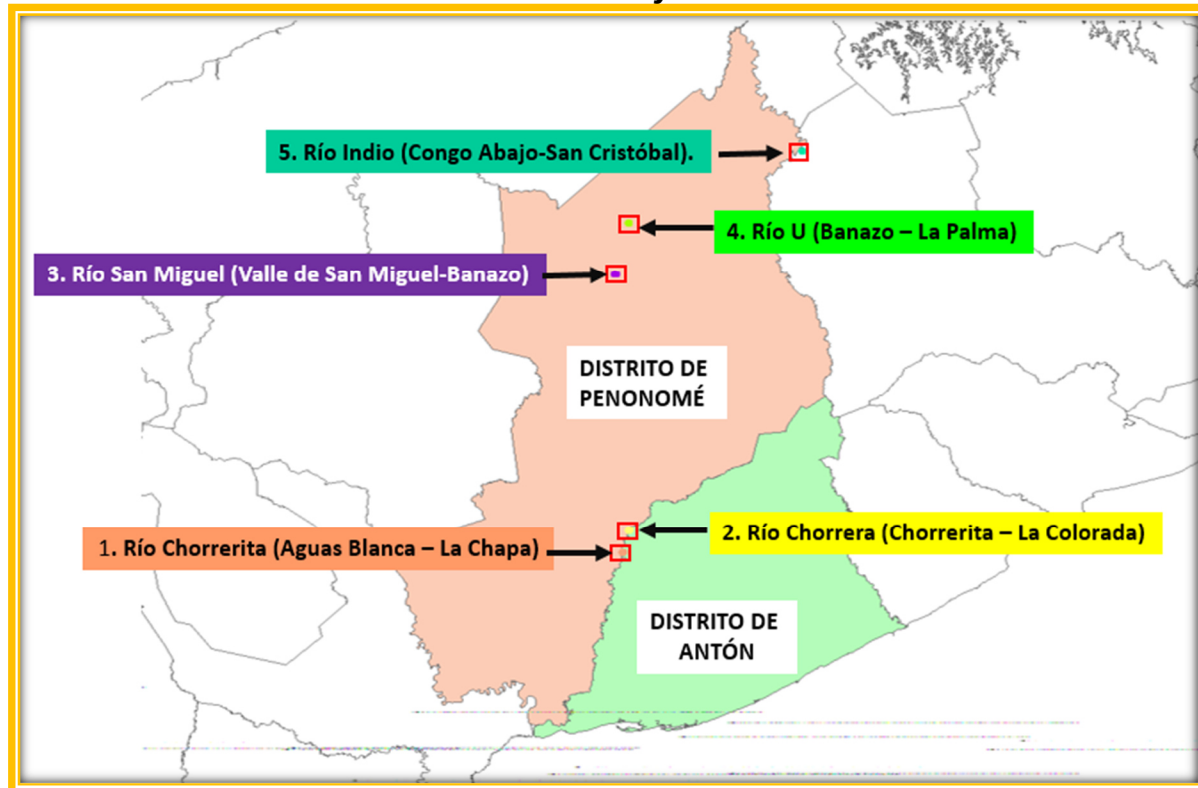 5. Río Indio (Congo Abajo-San Cristóbal).
4. Río U (Banazo – La Palma)
3. Río San Miguel (Valle de San Miguel-Banazo)
DISTRITO DE
PENONOMÉ
2. Río Chorrera (Chorrerita – La Colorada)
1. Río Chorrerita (Aguas Blanca – La Chapa)
DISTRITO DE
ANTÓN